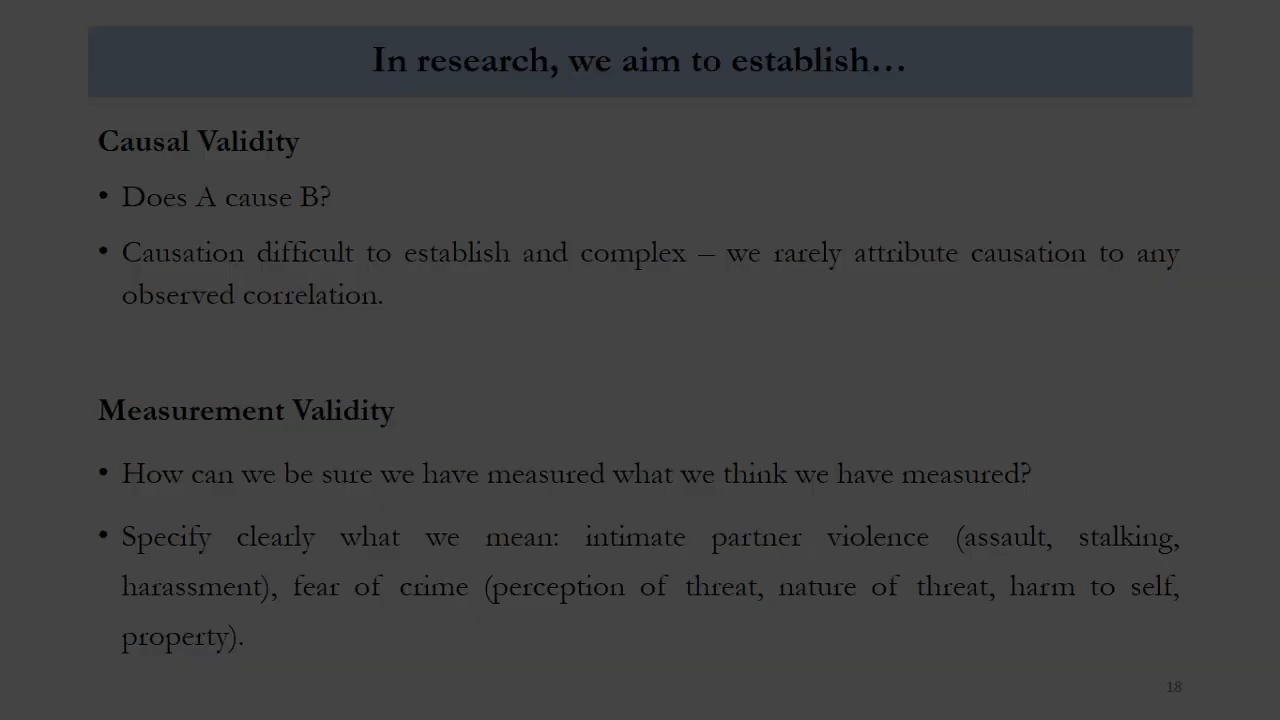 In research, we aim to establish…
Causal Validity
• Does A cause B?
• Causation difficult to establish and complex – we rarely attribute causation to any
observed correlation.
Measurement Validity
• How can we be sure we have measured what we think we have measured?
• Specify clearly what we mean: intimate partner violence (assault, stalking,
harassment), fear of crime (perception of threat, nature of threat, harm to self,
property).
18